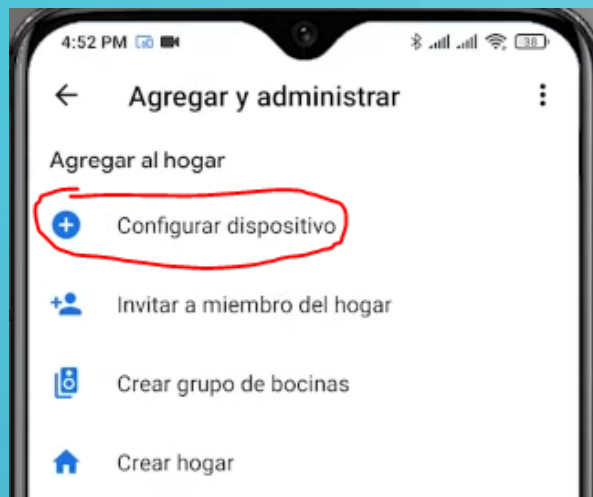 4:52 PM 38
Agregar y administrar
Agregar al hogar
Configurar dispositivo
Invitar a miembro del hogar
Crear grupo de bocinas
Crear hogar